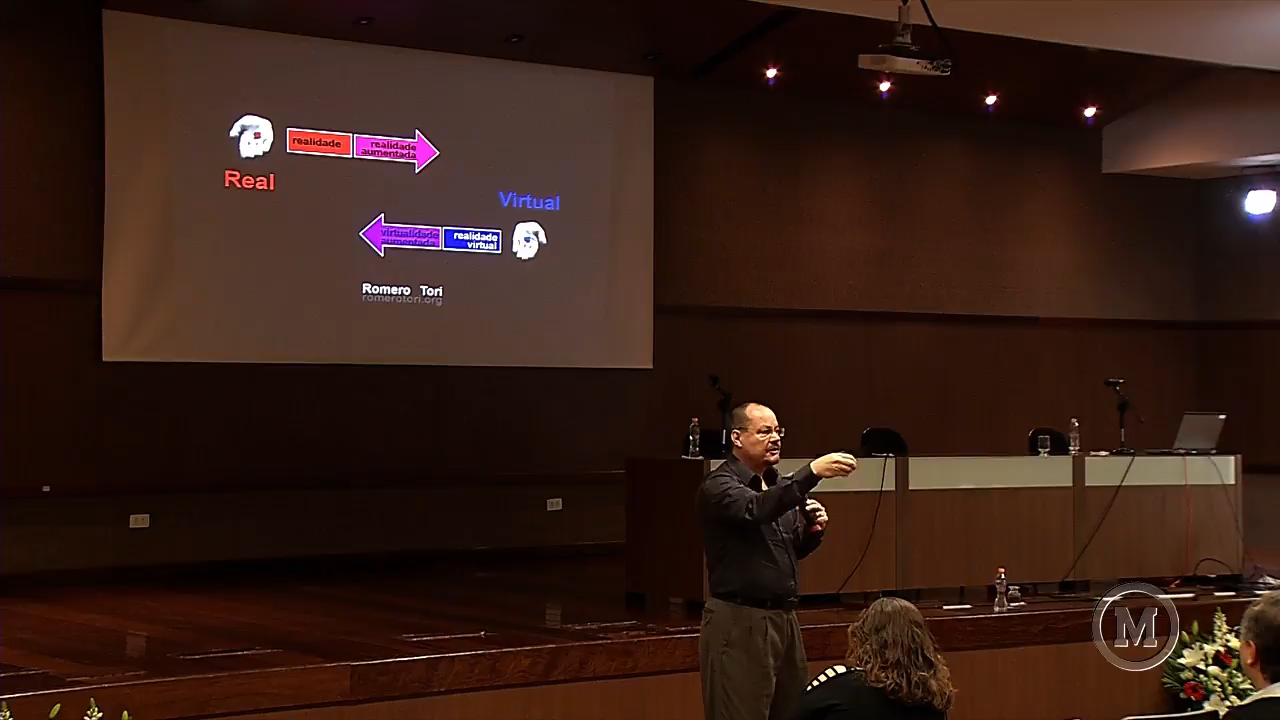 realidade
realidade
aumentada
Real
Virtual
virtualidade
aumentada
realidade
virtual
Romero Tori
romerotori.org
M